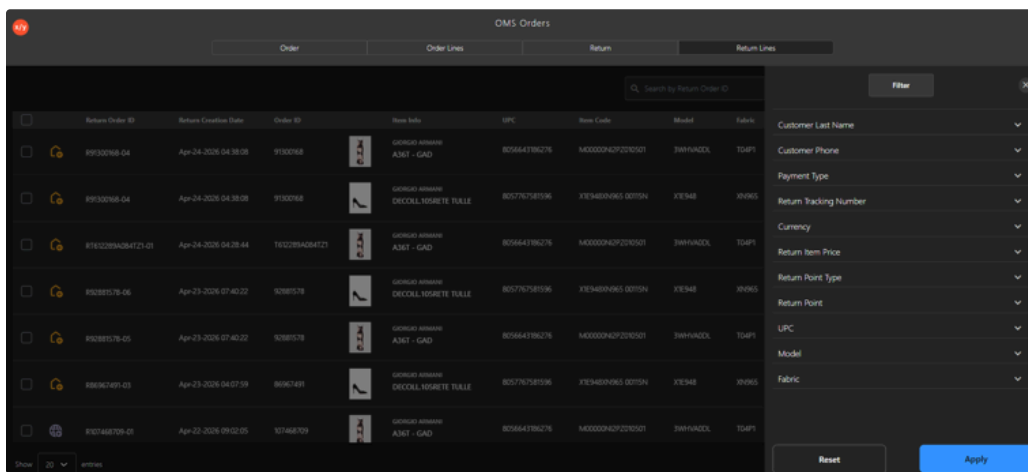 x/y
OMS Orders
Order Order Lines Return Return Lines
Search by Return Order ID
Filter
Return Order ID Return Creation Date Order ID Item Info UPC Item Code Model Fabric
R91300168-04 Apr-24-2026 04:38:08 91300168 GIORGIO ARMANI A36T - GAD 8056643186276 3WHVA0DL T04P1
R91300168-04 Apr-24-2026 04:38:08 91300168 GIORGIO ARMANI DECOLL.105RETE TULLE 8057767581596 X1E948XN965 00115N X1E948 XN965
RT612289A084TZ1-01 Apr-24-2026 04:28:44 T612289A084TZ1 GIORGIO ARMANI A36T - GAD 8056643186276 3WHVA0DL T04P1
R92881578-06 Apr-23-2026 07:40:22 92881578 GIORGIO ARMANI DECOLL.105RETE TULLE 8057767581596 X1E948XN965 00115N X1E948 XN965
R92881578-05 Apr-23-2026 07:40:22 92881578 GIORGIO ARMANI A36T - GAD 8056643186276 3WHVA0DL T04P1
R86967491-03 Apr-23-2026 04:07:59 86967491 GIORGIO ARMANI DECOLL.105RETE TULLE 8057767581596 X1E948XN965 00115N X1E948 XN965
R107468709-01 Apr-22-2026 09:02:05 107468709 GIORGIO ARMANI A36T - GAD 8056643186276 3WHVA0DL T04P1
Show 20 entries
Customer Last Name
Customer Phone
Payment Type
Return Tracking Number
Currency
Return Item Price
Return Point Type
Return Point
UPC
Model
Fabric
Reset Apply